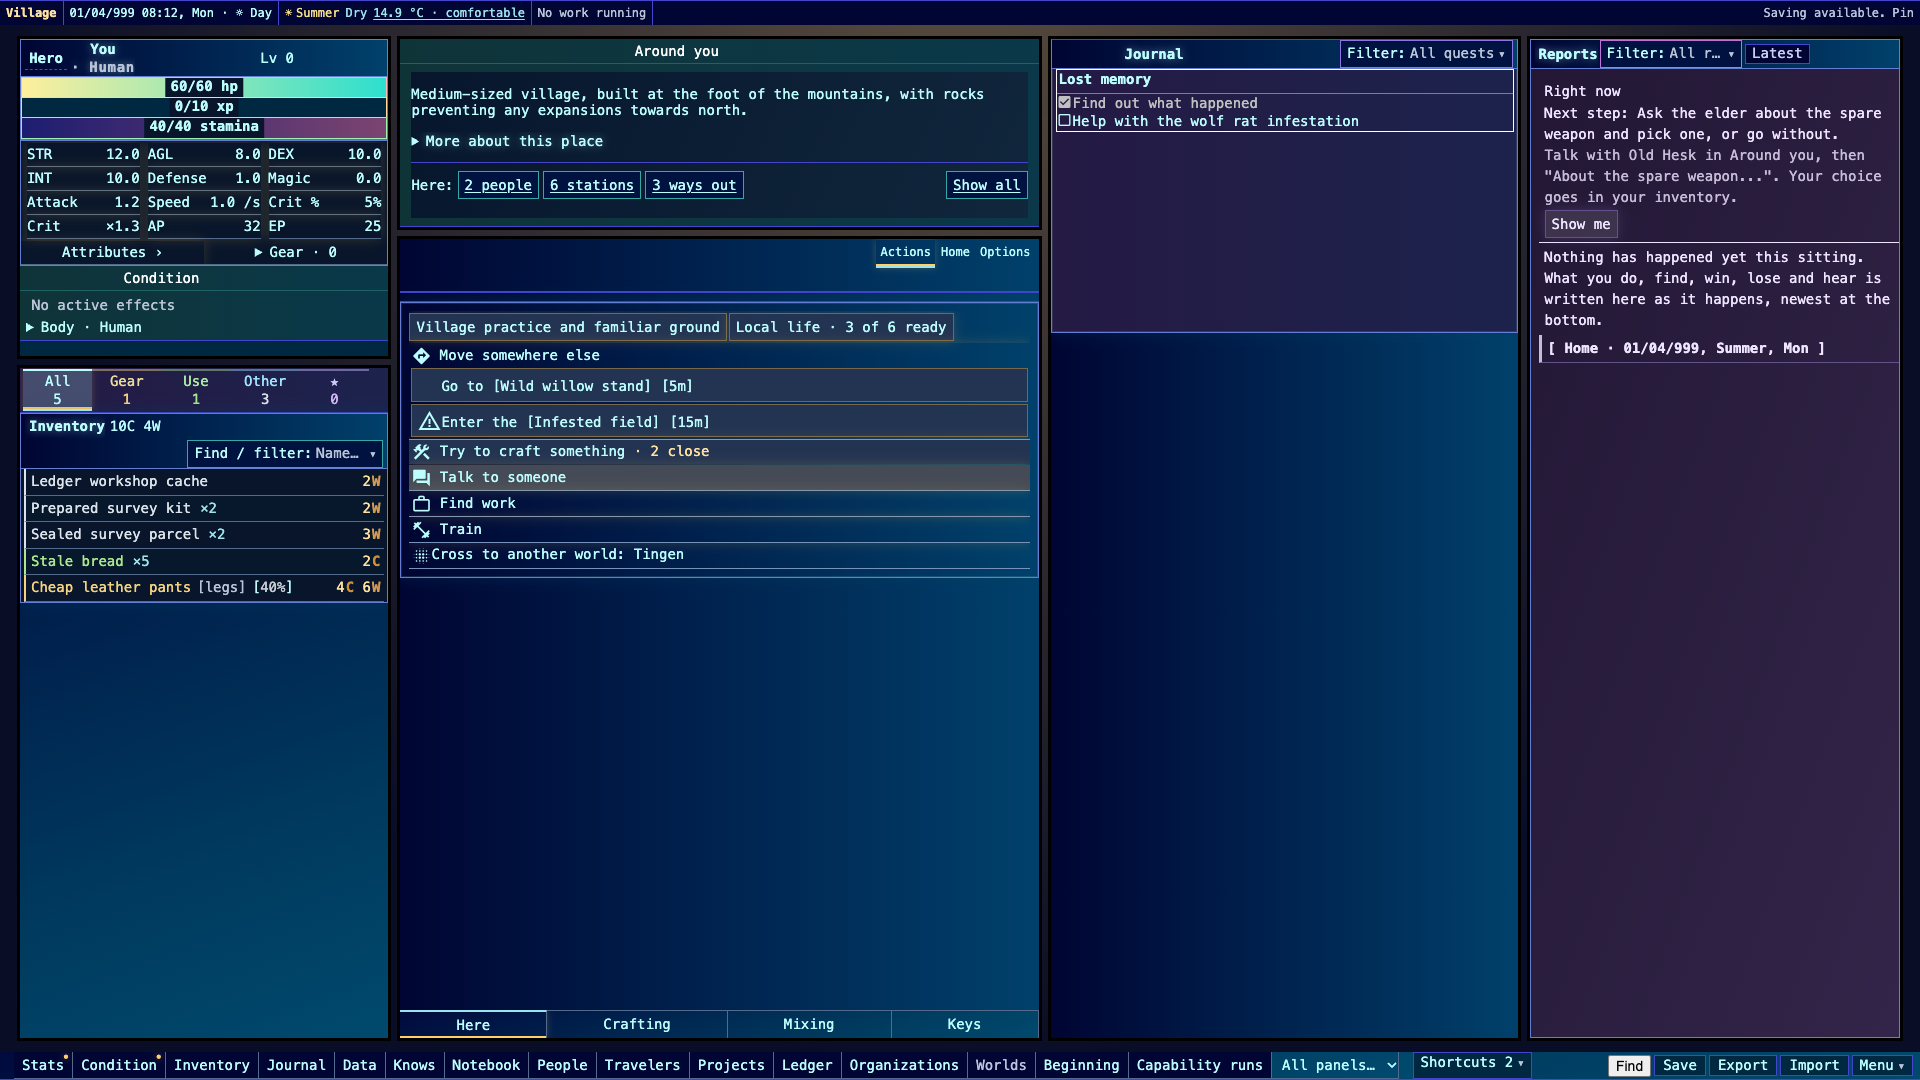 Village 01/04/999 08:12, Mon · ☀ Day ☀ Summer Dry 14.9 °C · comfortable No work running Saving available. Pin
Hero · You Human Lv 0
60/60 hp
0/10 xp
40/40 stamina
STR 12.0 AGL 8.0 DEX 10.0
INT 10.0 Defense 1.0 Magic 0.0
Attack 1.2 Speed 1.0 /s Crit % 5%
Crit ×1.3 AP 32 EP 25
Attributes › ▶ Gear · 0
Condition
No active effects
▶ Body · Human
All 5 Gear 1 Use 1 Other 3 ★ 0
Inventory 10C 4W
Find / filter: Name… ▾
Ledger workshop cache 2W
Prepared survey kit ×2 2W
Sealed survey parcel ×2 3W
Stale bread ×5 2C
Cheap leather pants [legs] [40%] 4C 6W
Around you
Medium-sized village, built at the foot of the mountains, with rocks
preventing any expansions towards north.
▶ More about this place
Here: 2 people 6 stations 3 ways out Show all
Actions Home Options
Village practice and familiar ground Local life · 3 of 6 ready
Move somewhere else
Go to [Wild willow stand] [5m]
Enter the [Infested field] [15m]
Try to craft something · 2 close
Talk to someone
Find work
Train
Cross to another world: Tingen
Here Crafting Mixing Keys
Journal Filter: All quests ▾
Lost memory
☑Find out what happened
☐Help with the wolf rat infestation
Reports Filter: All r… ▾ Latest
Right now
Next step: Ask the elder about the spare
weapon and pick one, or go without.
Talk with Old Hesk in Around you, then
"About the spare weapon...". Your choice
goes in your inventory.
Show me
Nothing has happened yet this sitting.
What you do, find, win, lose and hear is
written here as it happens, newest at the
bottom.
[ Home · 01/04/999, Summer, Mon ]
Stats Condition Inventory Journal Data Knows Notebook People Travelers Projects Ledger Organizations Worlds Beginning Capability runs All panels… Shortcuts 2 ▾ Find Save Export Import Menu ▾